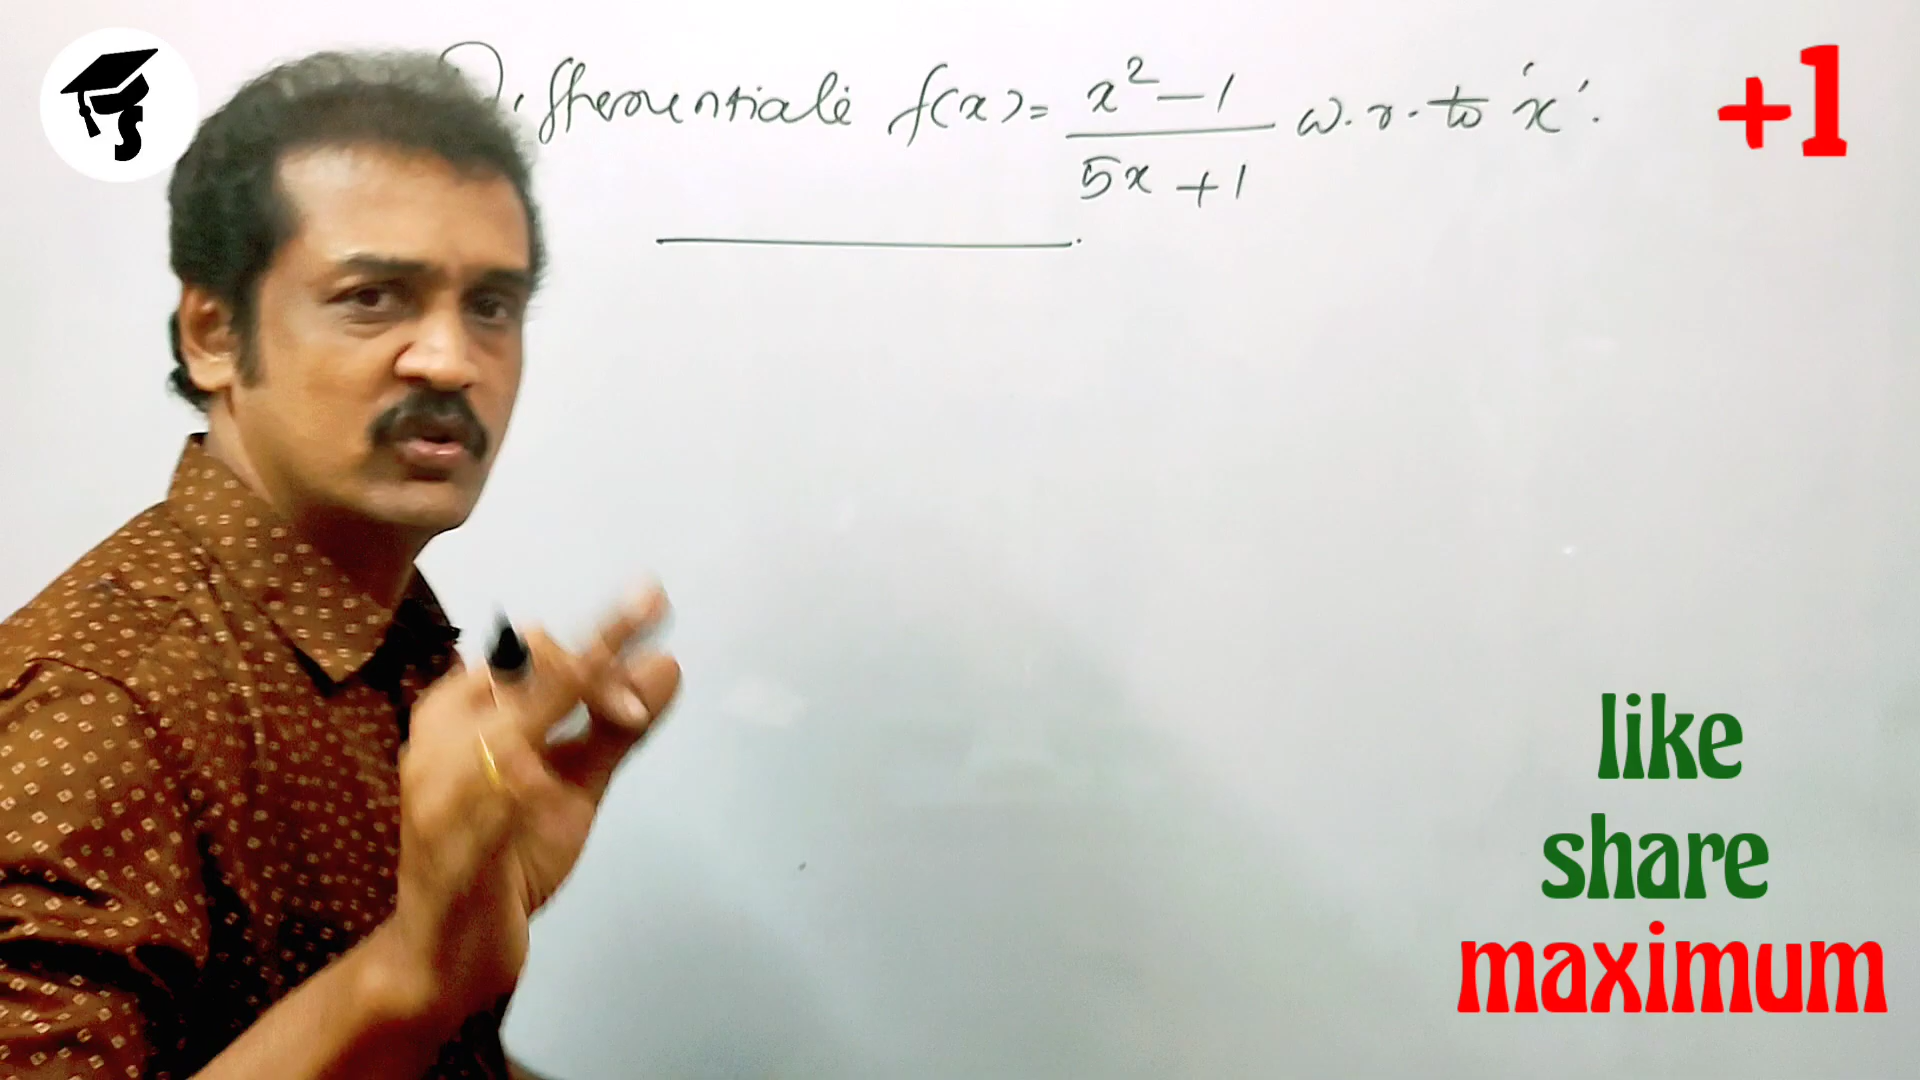 Differentiate f(x) = x² - 1 w.r.to 'x'.
5x + 1
+1
like
share
maximum